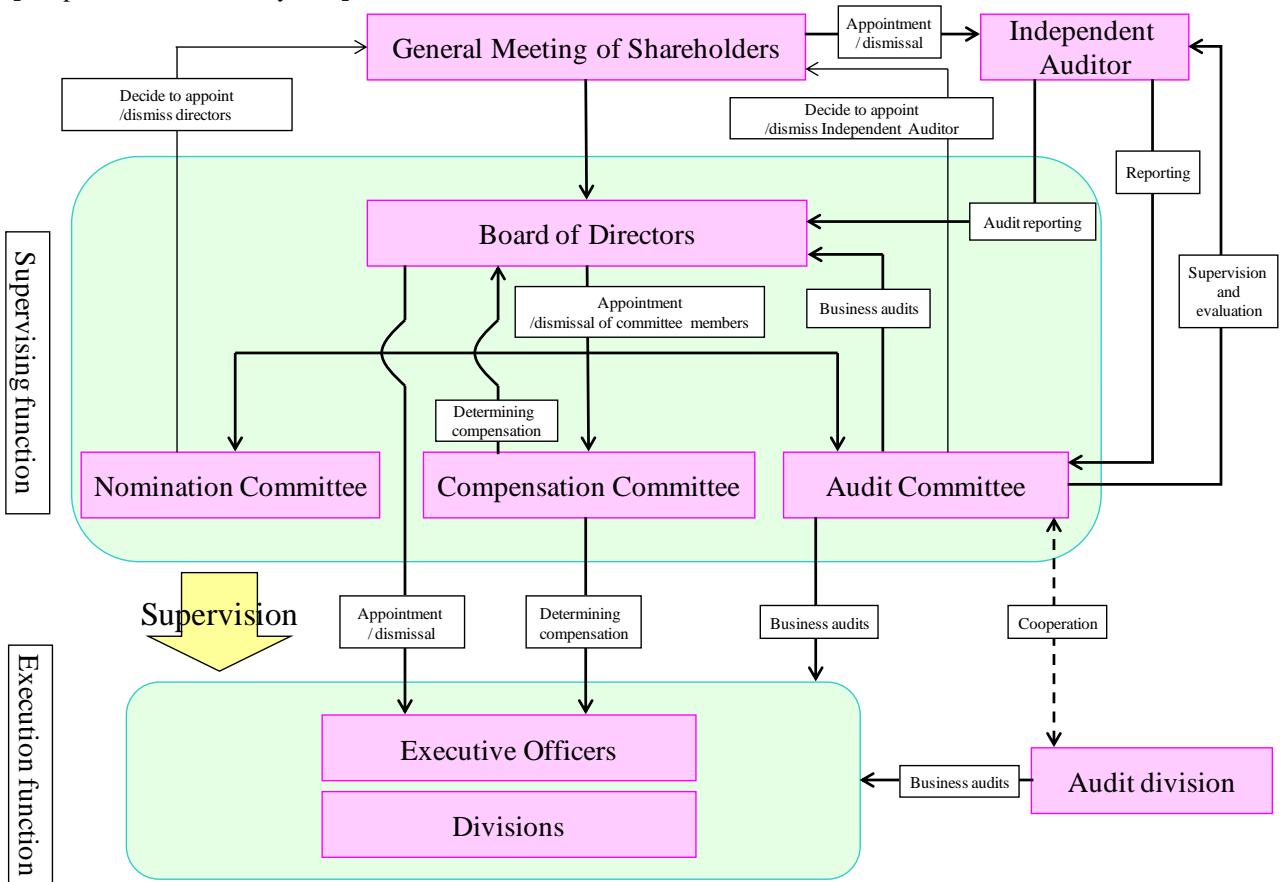 General Meeting of Shareholders
Appointment
/ dismissal
Independent
Auditor
Decide to appoint
/dismiss directors
Decide to appoint
/dismiss Independent Auditor
Reporting
Board of Directors
Audit reporting
Supervising function
Appointment
/dismissal of committee members
Business audits
Supervision
and
evaluation
Determining
compensation
Nomination Committee
Compensation Committee
Audit Committee
Supervision
Appointment
/ dismissal
Determining
compensation
Business audits
Cooperation
Execution function
Executive Officers
Business audits
Audit division
Divisions